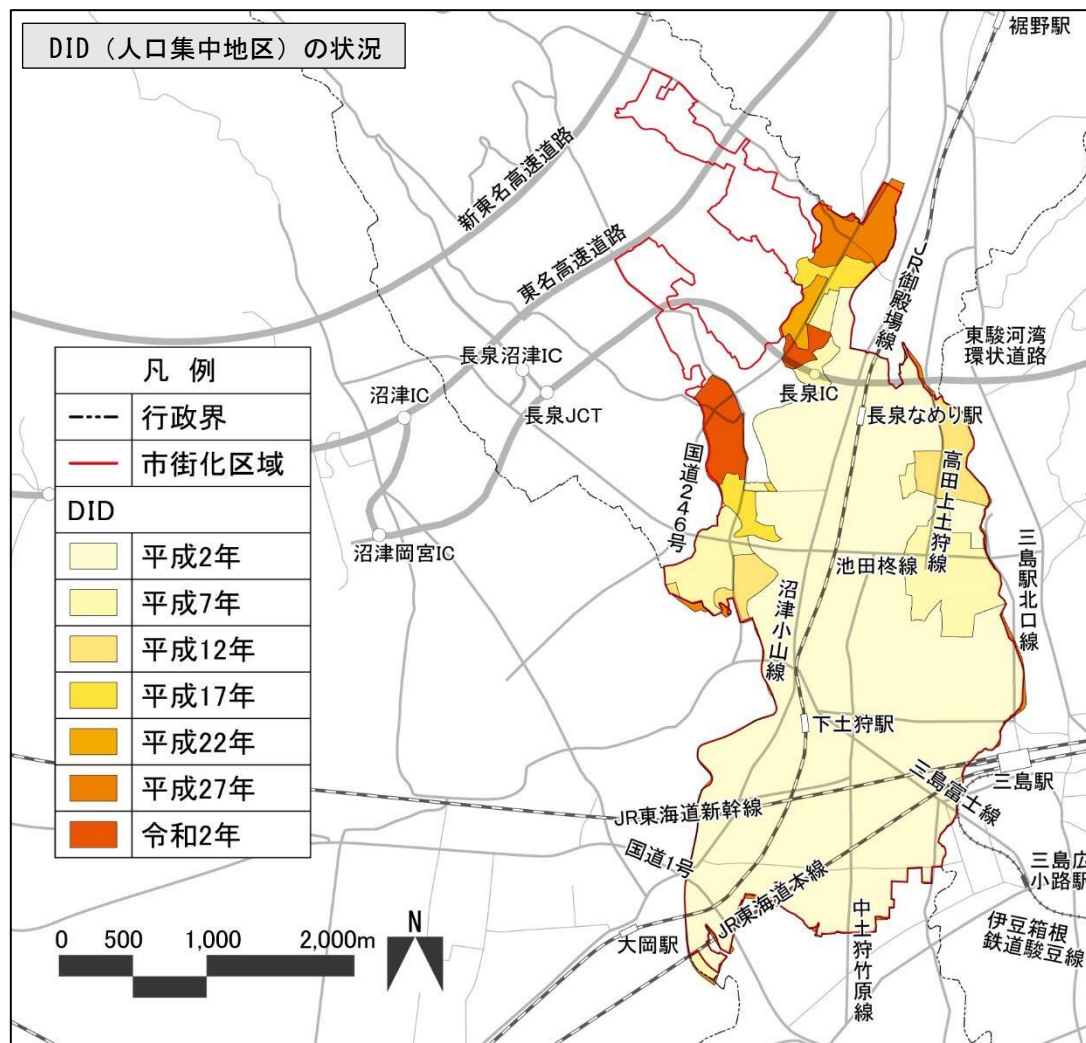 DID（人口集中地区）の状況
裾野駅
新東名高速道路
東名高速道路
JR御殿場線
東駿河湾
環状道路
長泉沼津IC
沼津IC
長泉JCT
長泉IC
長泉なめり駅
国道246号
高田上土狩線
沼津岡宮IC
池田柊線
三島駅北口線
沼津小山線
下土狩駅
三島駅
三島富士線
JR東海道新幹線
国道1号
三島広
小路駅
JR東海道本線
大岡駅
中土狩竹原線
伊豆箱根
鉄道駿豆線
凡 例
行政界
市街化区域
DID
平成2年
平成7年
平成12年
平成17年
平成22年
平成27年
令和2年
0 500 1,000 2,000m
N